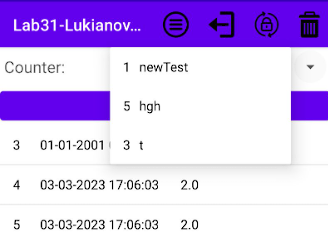 Lab31-Lukianov...
Counter:
1 newTest
5 hgh
3 t
3 01-01-2001
4 03-03-2023 17:06:03 2.0
5 03-03-2023 17:06:03 2.0